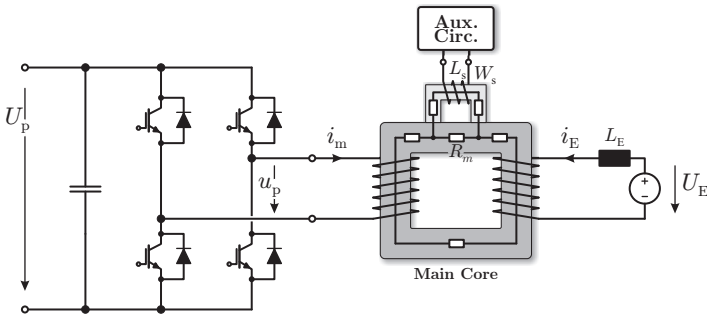 Aux.
Circ.
L_s
W_s
U_p
i_m
R_m
i_E
L_E
u_p
+
−
U_E
Main Core